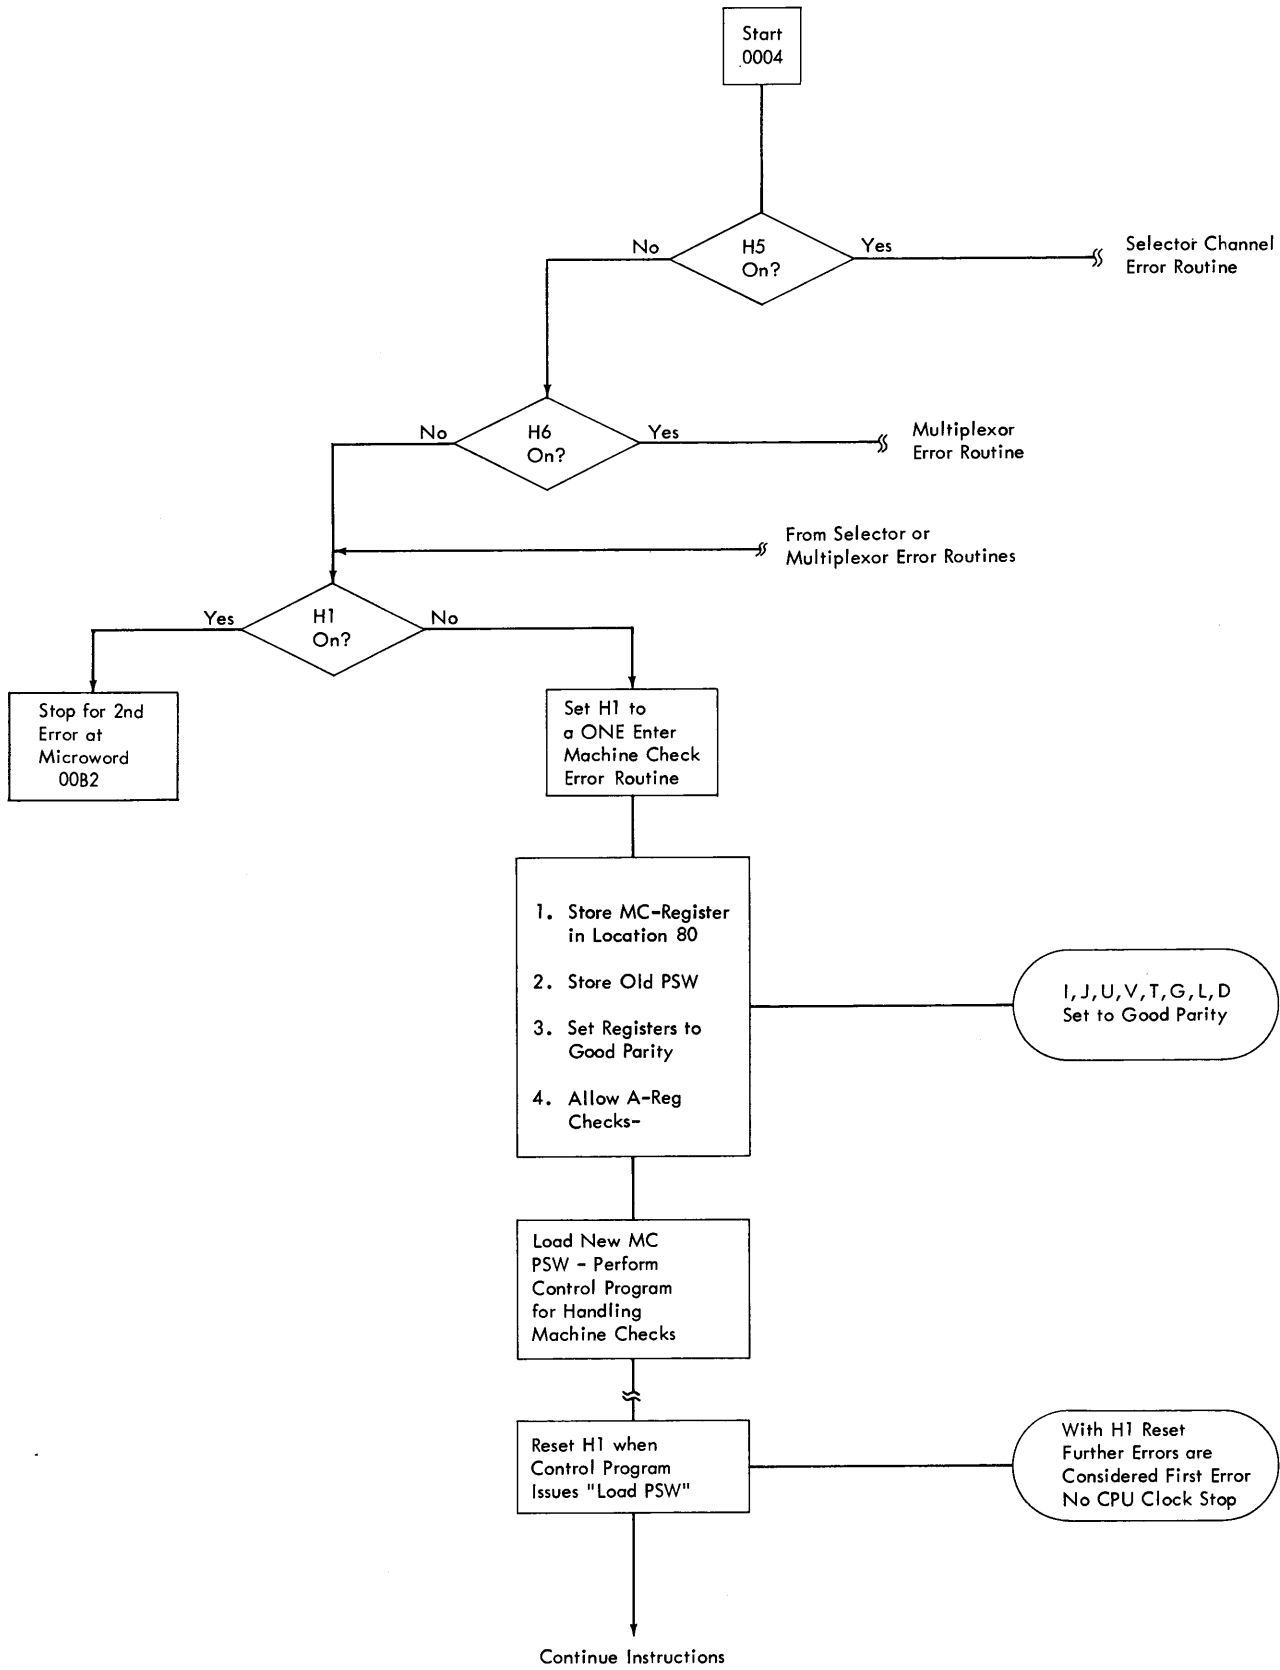 Start
0004
No
H5
On?
Yes
Selector Channel
Error Routine
No
H6
On?
Yes
Multiplexor
Error Routine
From Selector or
Multiplexor Error Routines
Yes
H1
On?
No
Stop for 2nd
Error at
Microword
00B2
Set H1 to
a ONE Enter
Machine Check
Error Routine
1. Store MC-Register
in Location 80
2. Store Old PSW
3. Set Registers to
Good Parity
4. Allow A-Reg
Checks-
I,J,U,V,T,G,L,D
Set to Good Parity
Load New MC
PSW - Perform
Control Program
for Handling
Machine Checks
Reset H1 when
Control Program
Issues "Load PSW"
With H1 Reset
Further Errors are
Considered First Error
No CPU Clock Stop
Continue Instructions